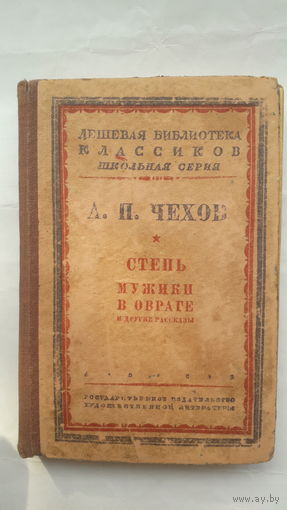 ДЕШЕВАЯ БИБЛИОТЕКА
КЛАССИКОВ
ШКОЛЬНАЯ СЕРИЯ
А. П. ЧЕХОВ
СТЕПЬ
МУЖИКИ
В ОВРАГЕ
И ДРУГИЕ РАССКАЗЫ
ГОСУДАРСТВЕННОЕ ИЗДАТЕЛЬСТВО
ХУДОЖЕСТВЕННОЙ ЛИТЕРАТУРЫ
www.ay.by